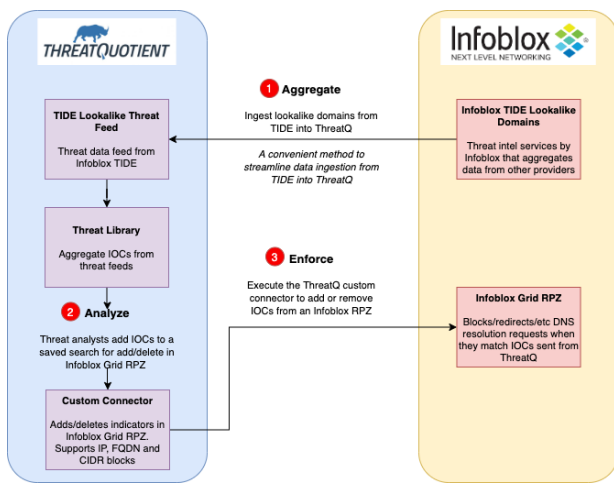 THREATQUOTIENT
Infoblox
NEXT LEVEL NETWORKING
1 Aggregate
Ingest lookalike domains from
TIDE into ThreatQ
A convenient method to
streamline data ingestion from
TIDE into ThreatQ
TIDE Lookalike Threat
Feed
Threat data feed from
Infoblox TIDE
Infoblox TIDE Lookalike
Domains
Threat intel services by
Infoblox that aggregates
data from other providers
Threat Library
Aggregate IOCs from
threat feeds
2 Analyze
Threat analysts add IOCs to a
saved search for add/delete in
Infoblox Grid RPZ
Custom Connector
Adds/deletes indicators in
Infoblox Grid RPZ.
Supports IP, FQDN and
CIDR blocks
3 Enforce
Execute the ThreatQ custom
connector to add or remove
IOCs from an Infoblox RPZ
Infoblox Grid RPZ
Blocks/redirects/etc DNS
resolution requests when
they match IOCs sent from
ThreatQ